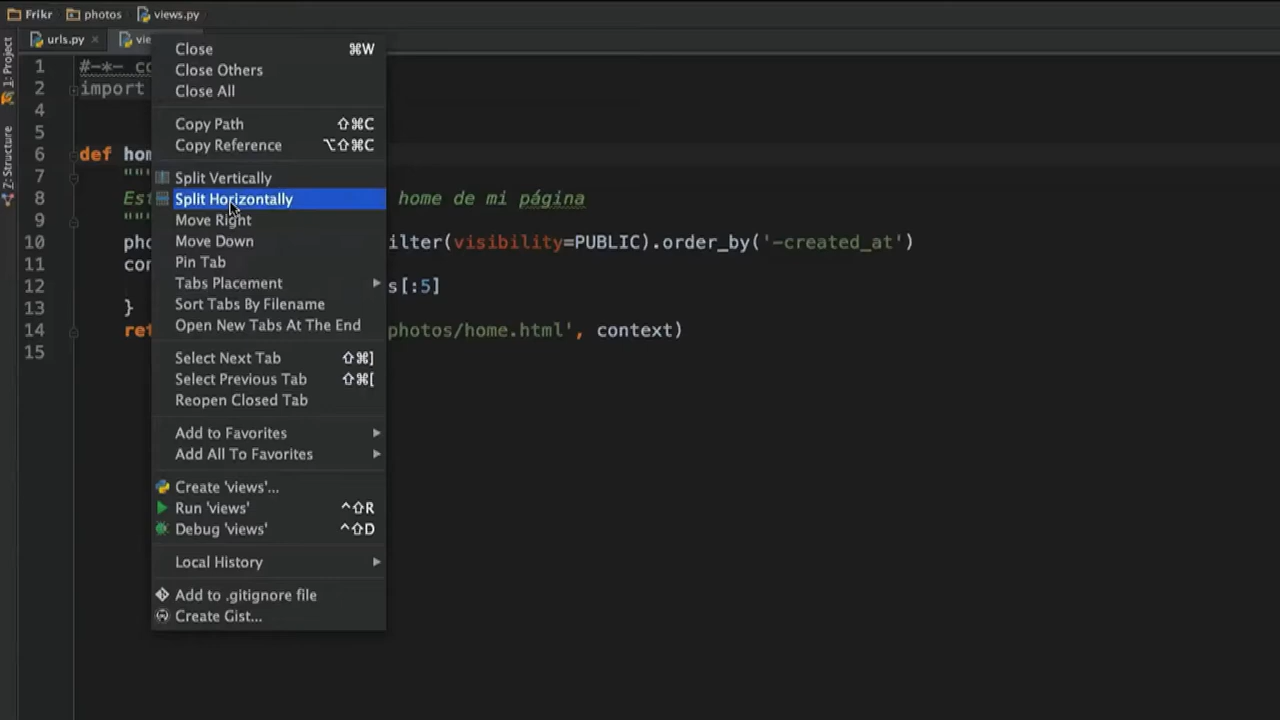 Frikr photos views.py
urls.py vie
1: Project
Z: Structure
1 #-*- co
2 import
4
5
6 def hom
7 """
8 Est home de mi página
9 """
10 pho ilter(visibility=PUBLIC).order_by('-created_at')
11 con
12 s[:5]
13 }
14 ret photos/home.html', context)
15
Close ⌘W
Close Others
Close All
Copy Path ⇧⌘C
Copy Reference ⌥⇧⌘C
Split Vertically
Split Horizontally
Move Right
Move Down
Pin Tab
Tabs Placement
Sort Tabs By Filename
Open New Tabs At The End
Select Next Tab ⇧⌘]
Select Previous Tab ⇧⌘[
Reopen Closed Tab
Add to Favorites
Add All To Favorites
Create 'views'...
Run 'views' ^⇧R
Debug 'views' ^⇧D
Local History
Add to .gitignore file
Create Gist...